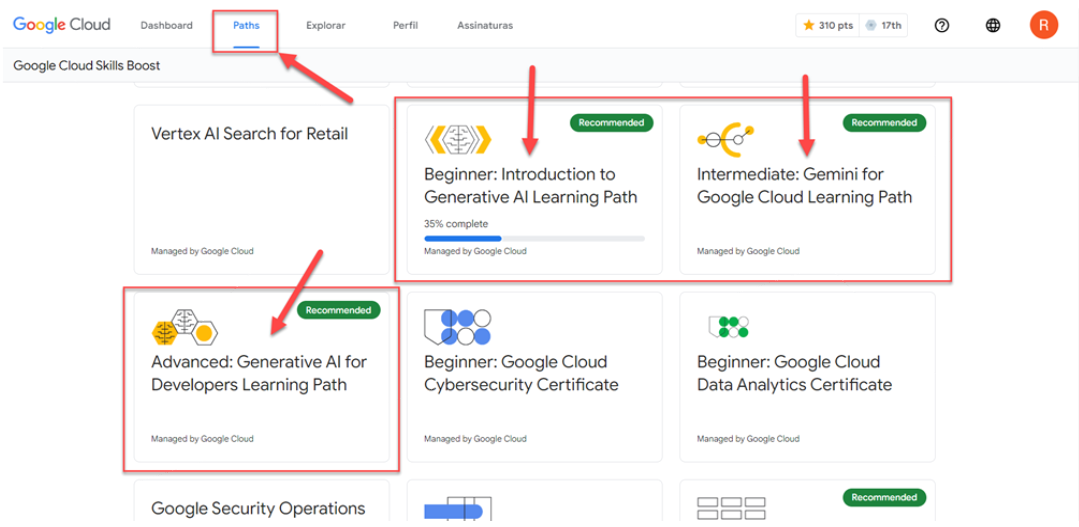 Google Cloud Dashboard Paths Explorar Perfil Assinaturas 310 pts 17th R
Google Cloud Skills Boost
Vertex AI Search for Retail
Managed by Google Cloud
Recommended
Beginner: Introduction to
Generative AI Learning Path
35% complete
Managed by Google Cloud
Recommended
Intermediate: Gemini for
Google Cloud Learning Path
Managed by Google Cloud
Recommended
Advanced: Generative AI for
Developers Learning Path
Managed by Google Cloud
Beginner: Google Cloud
Cybersecurity Certificate
Managed by Google Cloud
Beginner: Google Cloud
Data Analytics Certificate
Managed by Google Cloud
Google Security Operations
Recommended